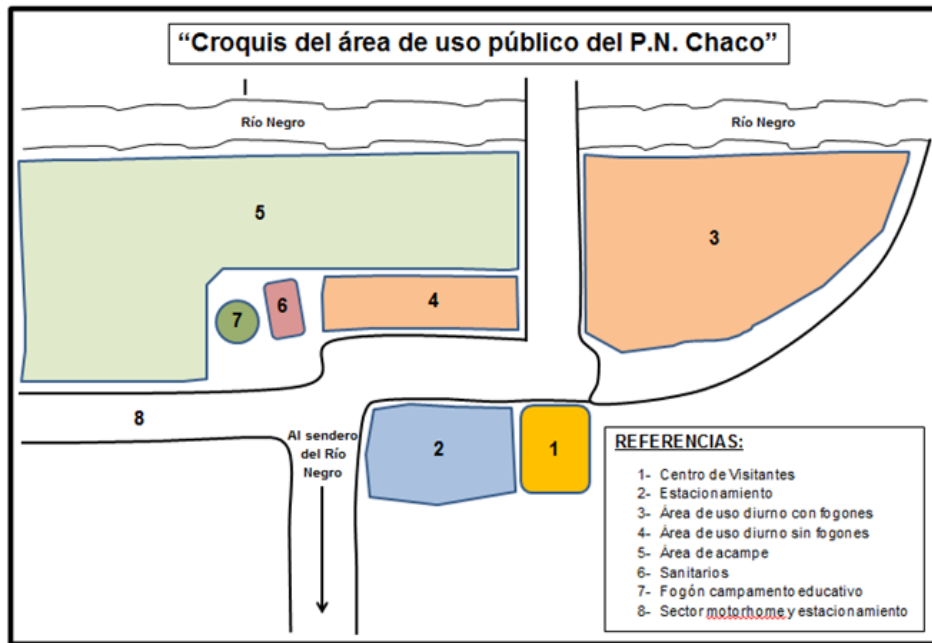 “Croquis del área de uso público del P.N. Chaco”
Río Negro
Río Negro
5
3
6
4
7
8
Al sendero
del Río
Negro
2
1
REFERENCIAS:
1- Centro de Visitantes
2- Estacionamiento
3- Área de uso diurno con fogones
4- Área de uso diurno sin fogones
5- Área de acampe
6- Sanitarios
7- Fogón campamento educativo
8- Sector motorhome y estacionamiento